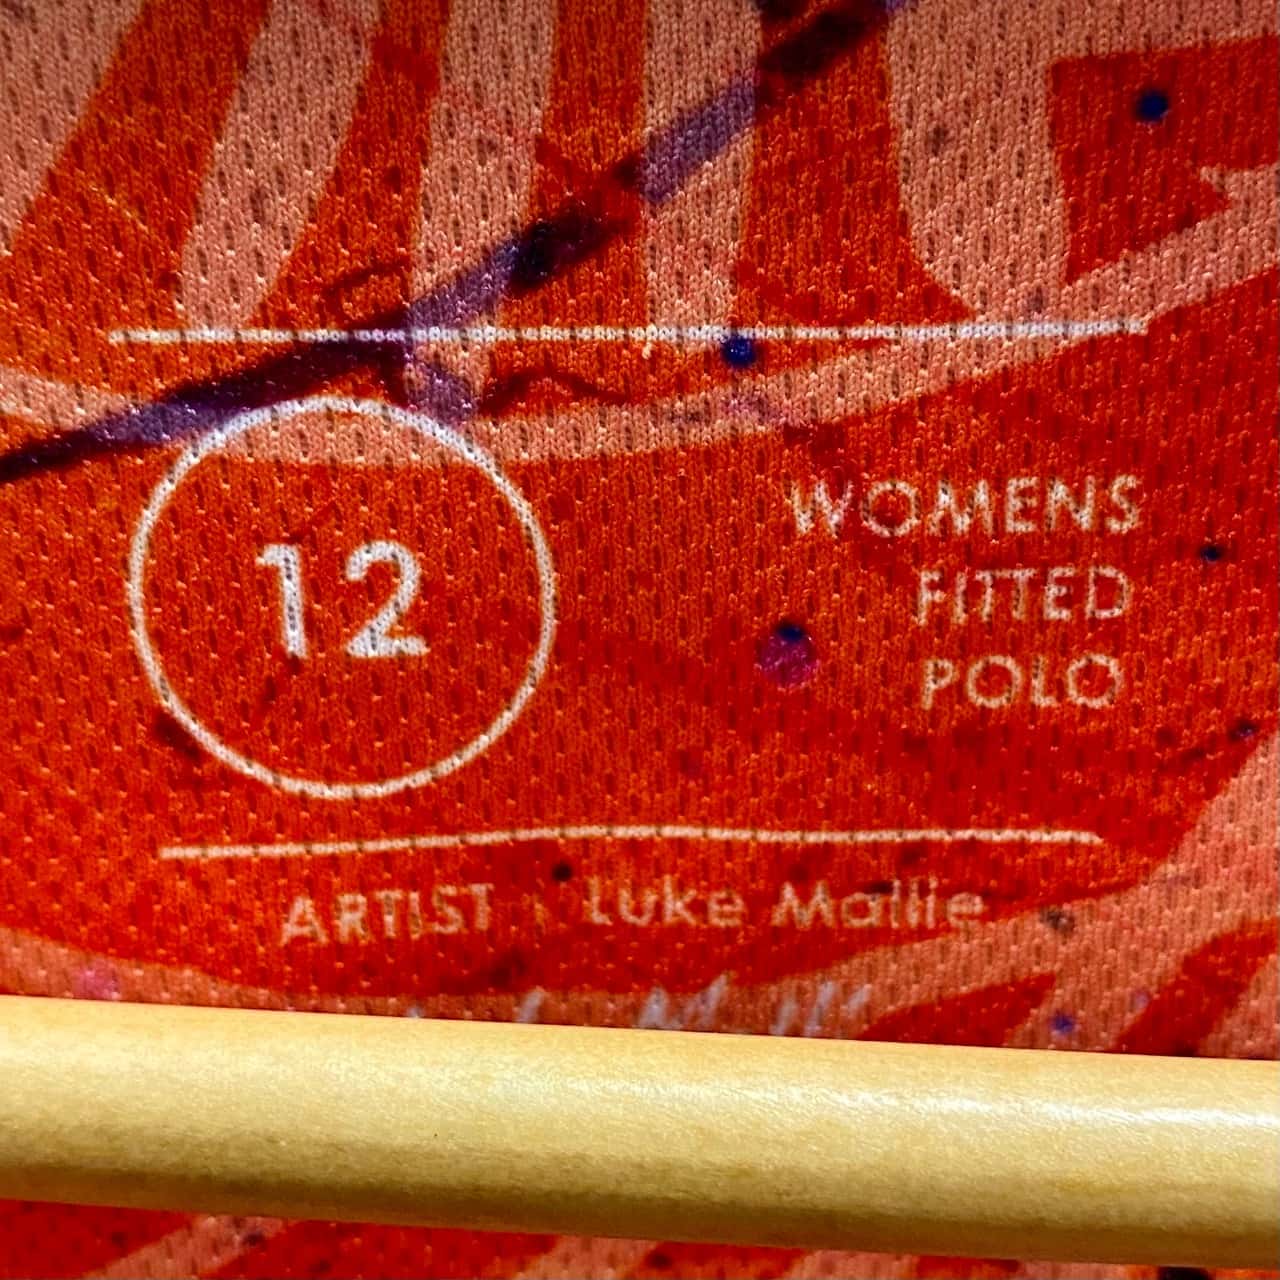 12
WOMENS
FITTED
POLO
ARTIST Luke Mallie